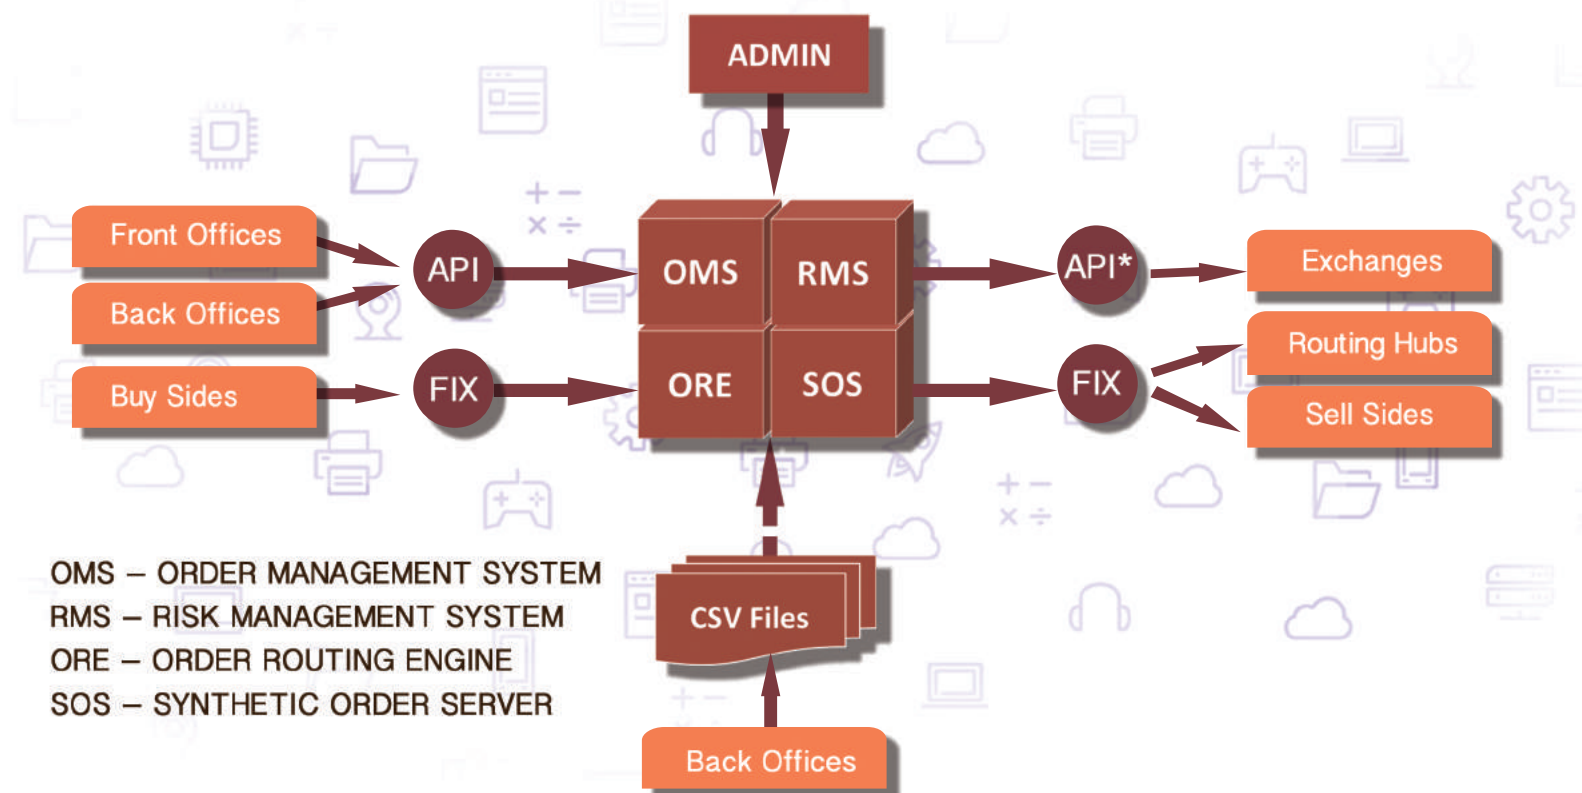 ADMIN
Front Offices
Back Offices
Buy Sides
API
FIX
OMS
RMS
ORE
SOS
API*
FIX
Exchanges
Routing Hubs
Sell Sides
CSV Files
Back Offices
OMS – ORDER MANAGEMENT SYSTEM
RMS – RISK MANAGEMENT SYSTEM
ORE – ORDER ROUTING ENGINE
SOS – SYNTHETIC ORDER SERVER